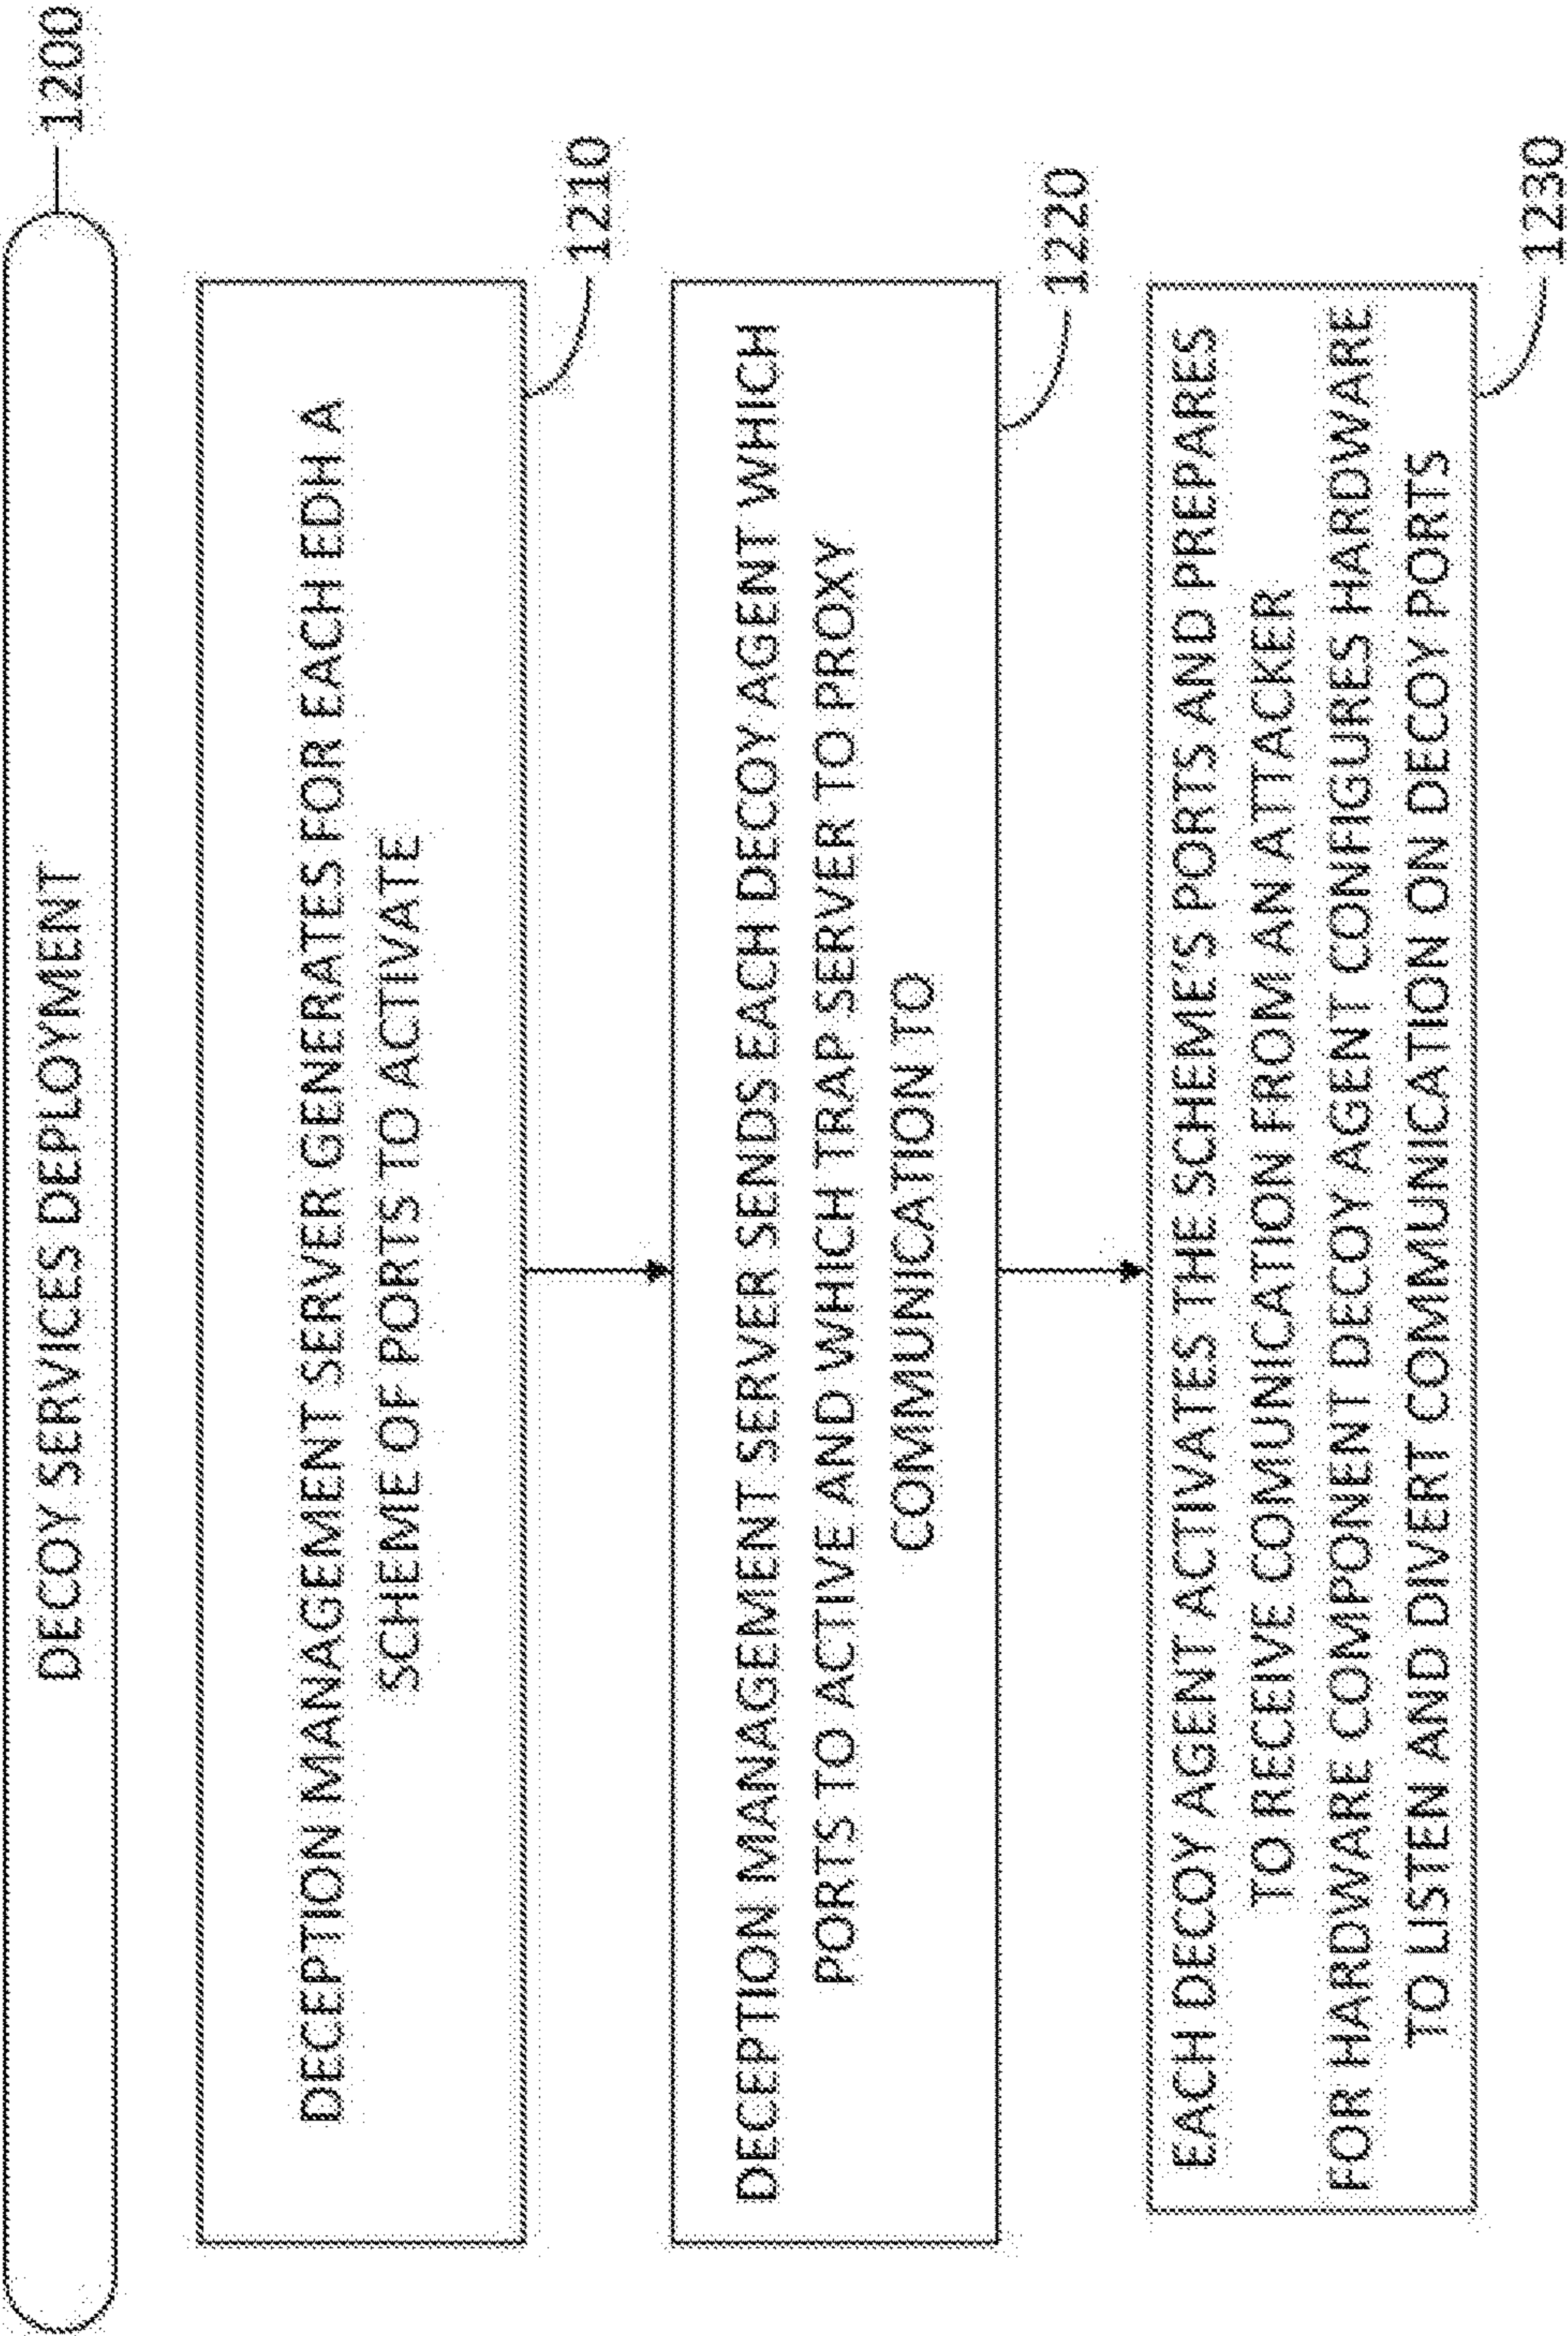 DECOY SERVICES DEPLOYMENT
1200
DECEPTION MANAGEMENT SERVER GENERATES FOR EACH EDH A
SCHEME OF PORTS TO ACTIVATE
1210
DECEPTION MANAGEMENT SERVER SENDS EACH DECOY AGENT WHICH
PORTS TO ACTIVE AND WHICH TRAP SERVER TO PROXY
COMMUNICATION TO
1220
EACH DECOY AGENT ACTIVATES THE SCHEME'S PORTS AND PREPARES
TO RECEIVE COMUNICATION FROM AN ATTACKER
FOR HARDWARE COMPONENT DECOY AGENT CONFIGURES HARDWARE
TO LISTEN AND DIVERT COMMUNICATION ON DECOY PORTS
1230